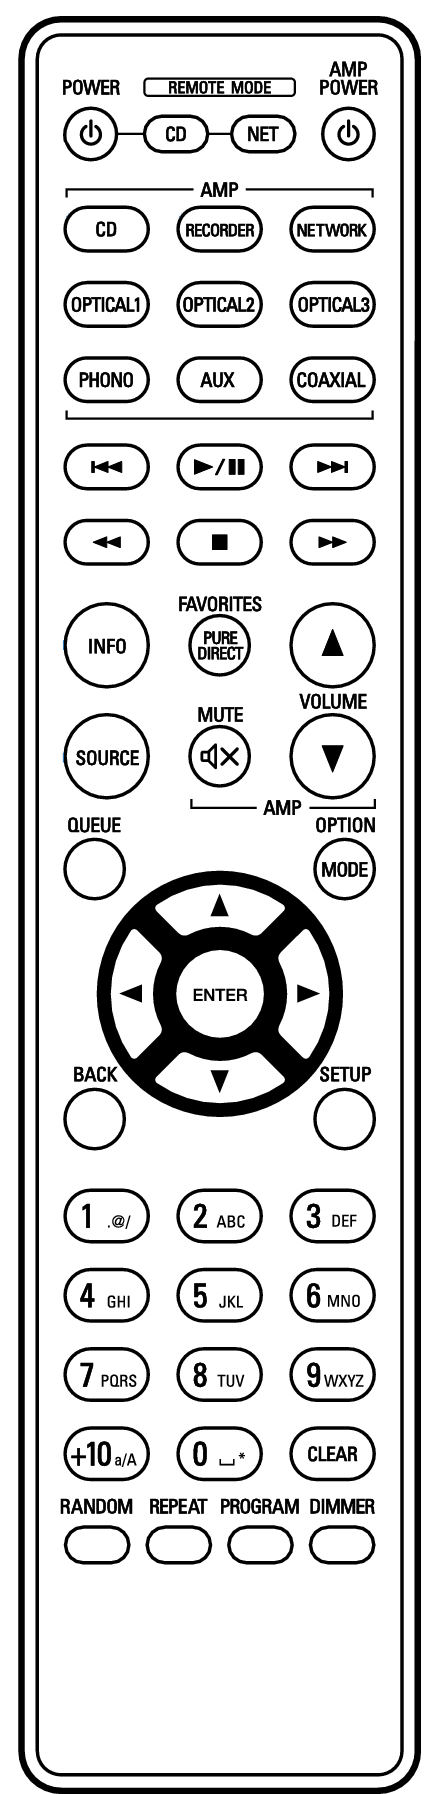 AMP
POWER REMOTE MODE POWER
CD NET
AMP
CD RECORDER NETWORK
OPTICAL1 OPTICAL2 OPTICAL3
PHONO AUX COAXIAL
FAVORITES
INFO PURE DIRECT
VOLUME
MUTE
SOURCE
AMP
QUEUE OPTION
MODE
ENTER
BACK SETUP
1 .@/ 2 ABC 3 DEF
4 GHI 5 JKL 6 MNO
7 PQRS 8 TUV 9 WXYZ
+10 a/A 0 ␣* CLEAR
RANDOM REPEAT PROGRAM DIMMER